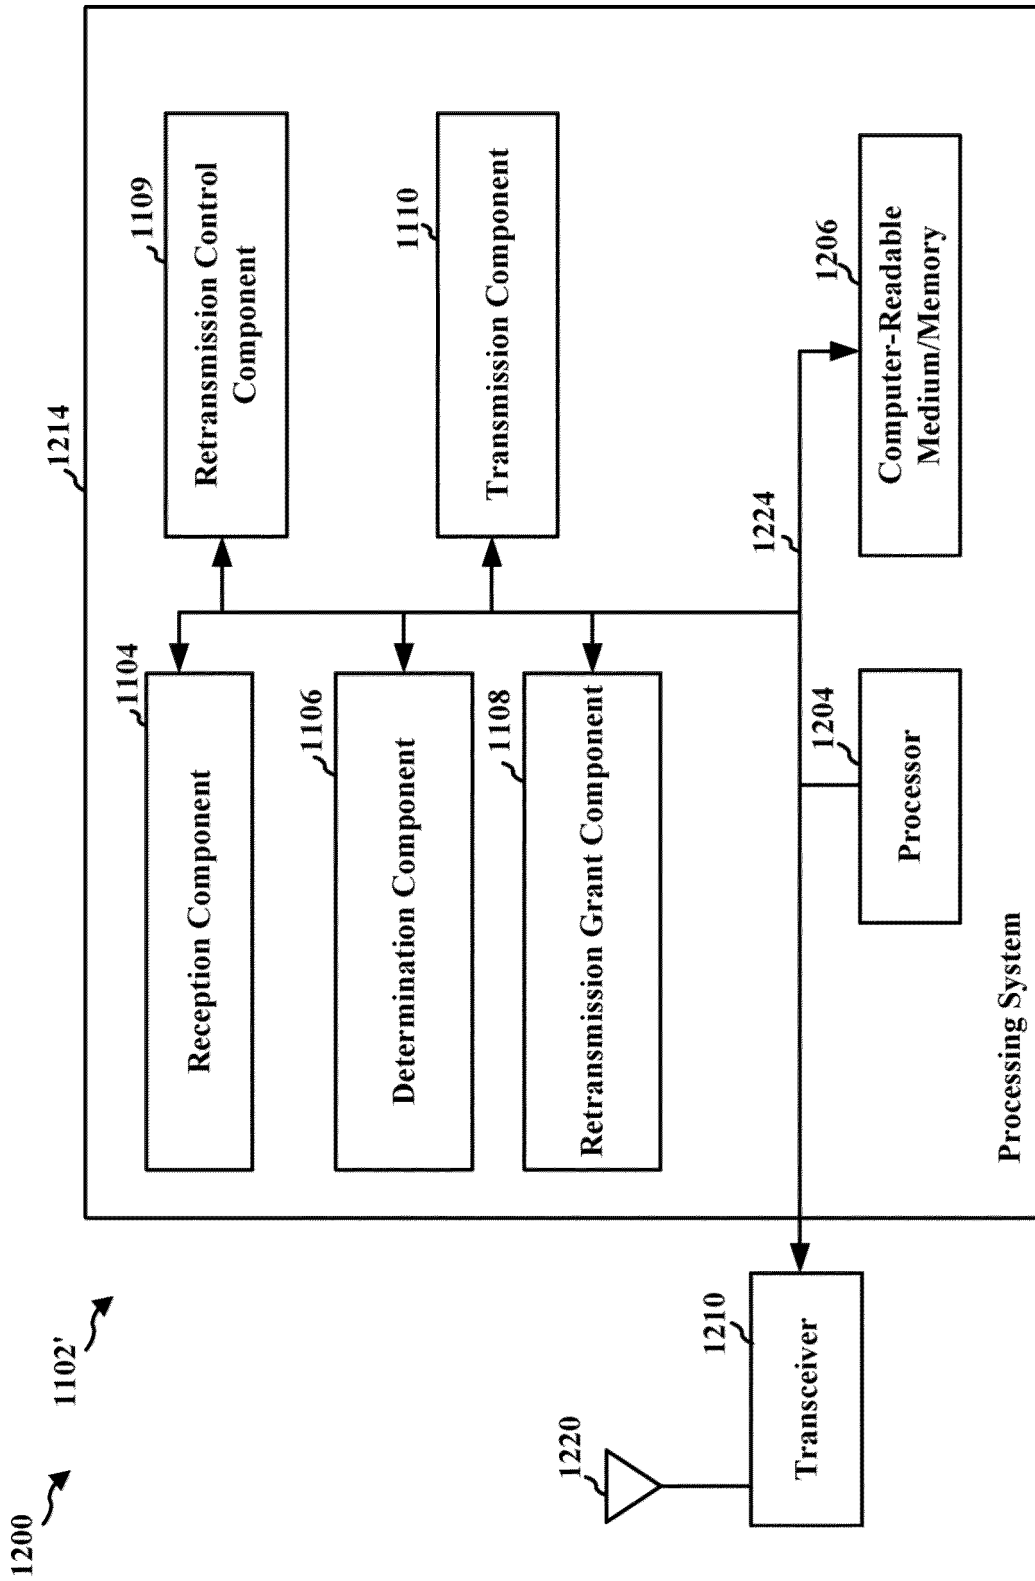 1200
1102'
1214
1104
Reception Component
1109
Retransmission Control
Component
1106
Determination Component
1110
Transmission Component
1108
Retransmission Grant Component
1220
1210
Transceiver
1224
1204
Processor
1206
Computer-Readable
Medium/Memory
Processing System